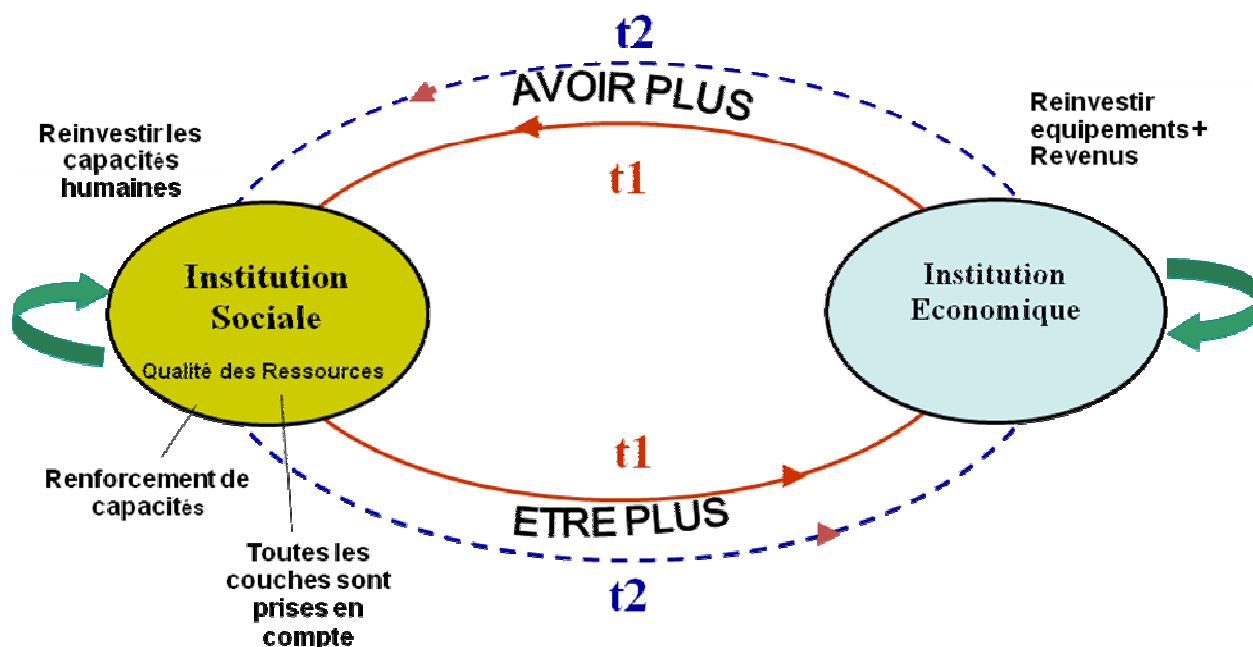 t2
AVOIR PLUS
Reinvestir les
capacités
humaines
Reinvestir
equipements +
Revenus
t1
Institution
Sociale
Qualité des Ressources
Institution
Economique
t1
Renforcement de
capacités
ETRE PLUS
Toutes les
couches sont
prises en
compte
t2